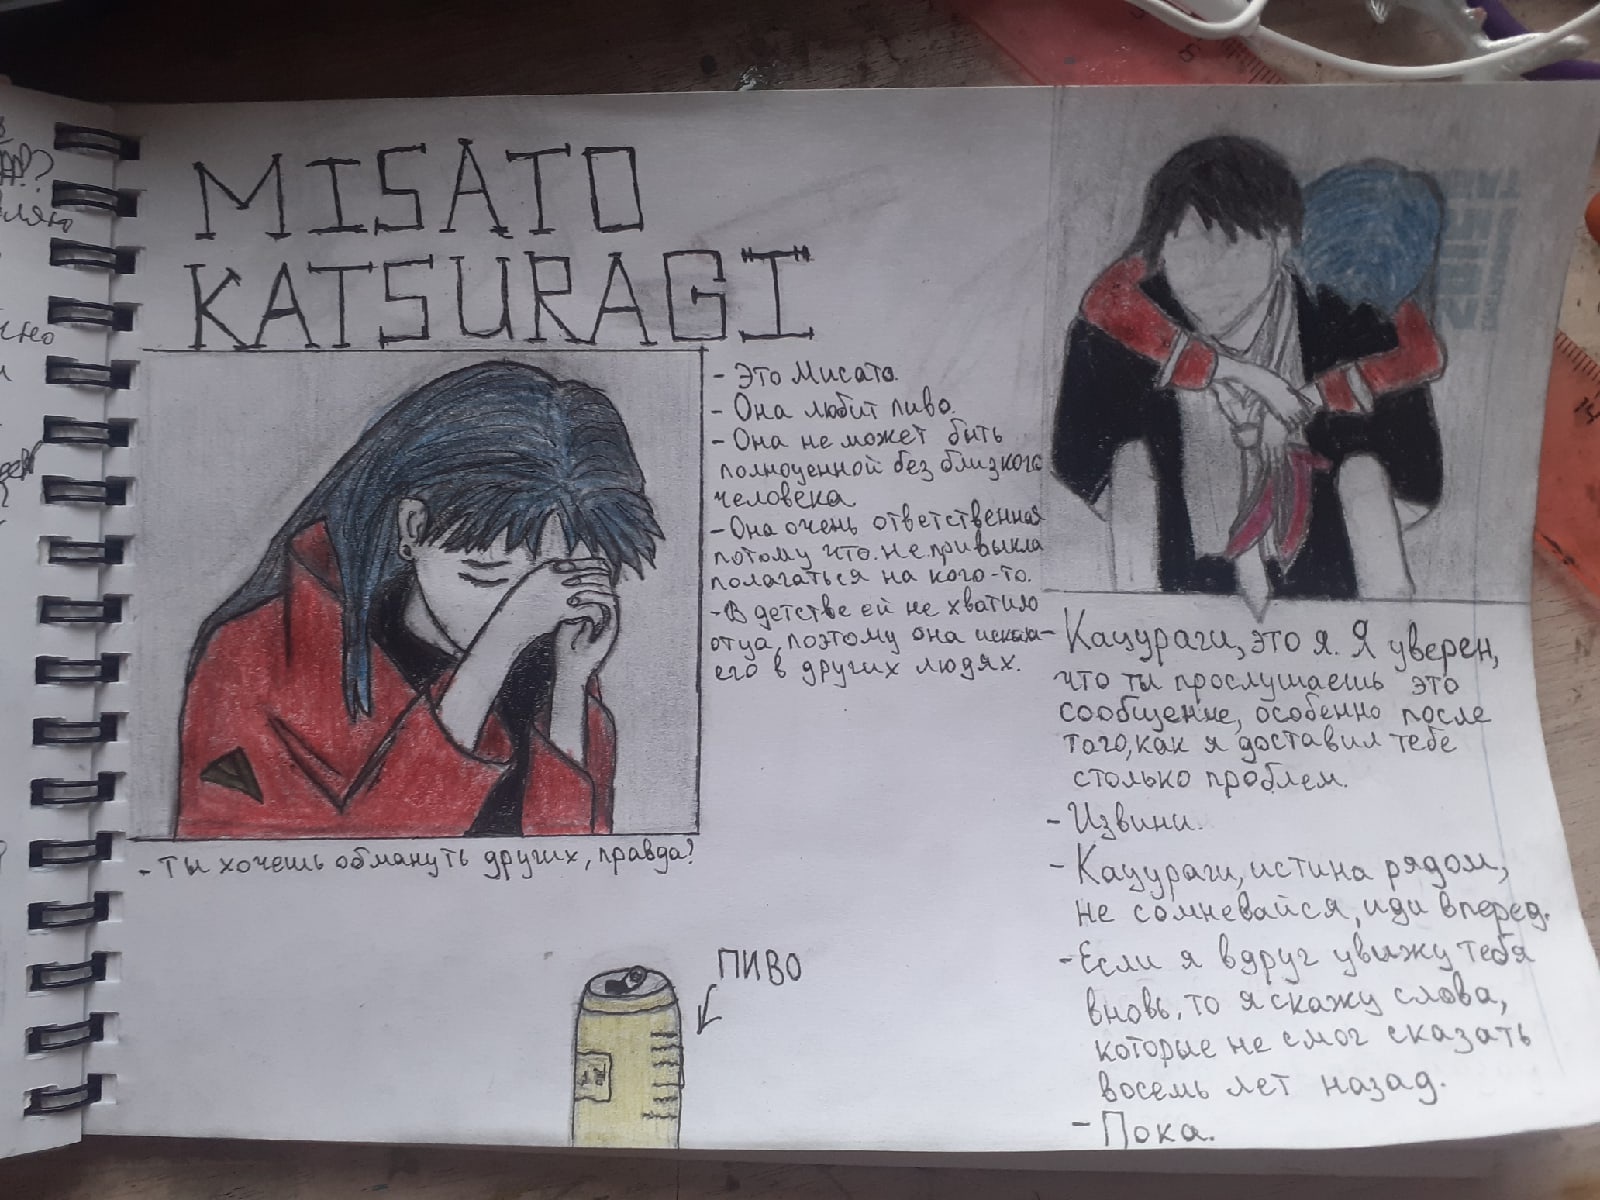 MISATO
KATSURAGI
- Это Мисато.
- Она любит пиво.
- Она не может быть
полноценной без близкого
человека
- Она очень ответственная
потому что не привыкла
полагаться на кого-то.
- В детстве ей не хватило
отца, поэтому она искала
его в других людях.
- Ты хочешь обмануть других, правда?
ПИВО
- Кацураги, это я. Я уверен,
что ты прослушаешь это
сообщение, особенно после
того, как я доставил тебе
столько проблем.
- Извини.
- Кацураги, истина рядом,
не сомневайся, иди вперед.
- Если я вдруг увижу тебя
вновь, то я скажу слова,
которые не смог сказать
восемь лет назад.
- Пока.